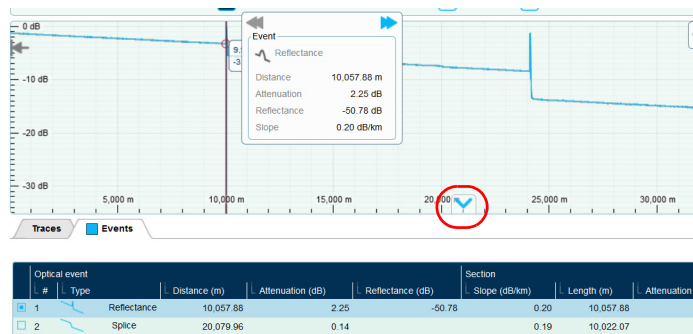 0 dB
Event
Reflectance
Distance 10,057.88 m
Attenuation 2.25 dB
Reflectance -50.78 dB
Slope 0.20 dB/km
-10 dB
-20 dB
-30 dB
5,000 m 10,000 m 15,000 m 20,000 m 25,000 m 30,000 m
Traces Events
Optical event Section
# Type Distance (m) Attenuation (dB) Reflectance (dB) Slope (dB/km) Length (m) Attenuation
1 Reflectance 10,057.88 2.25 -50.78 0.20 10,057.88
2 Splice 20,079.96 0.14 0.19 10,022.07